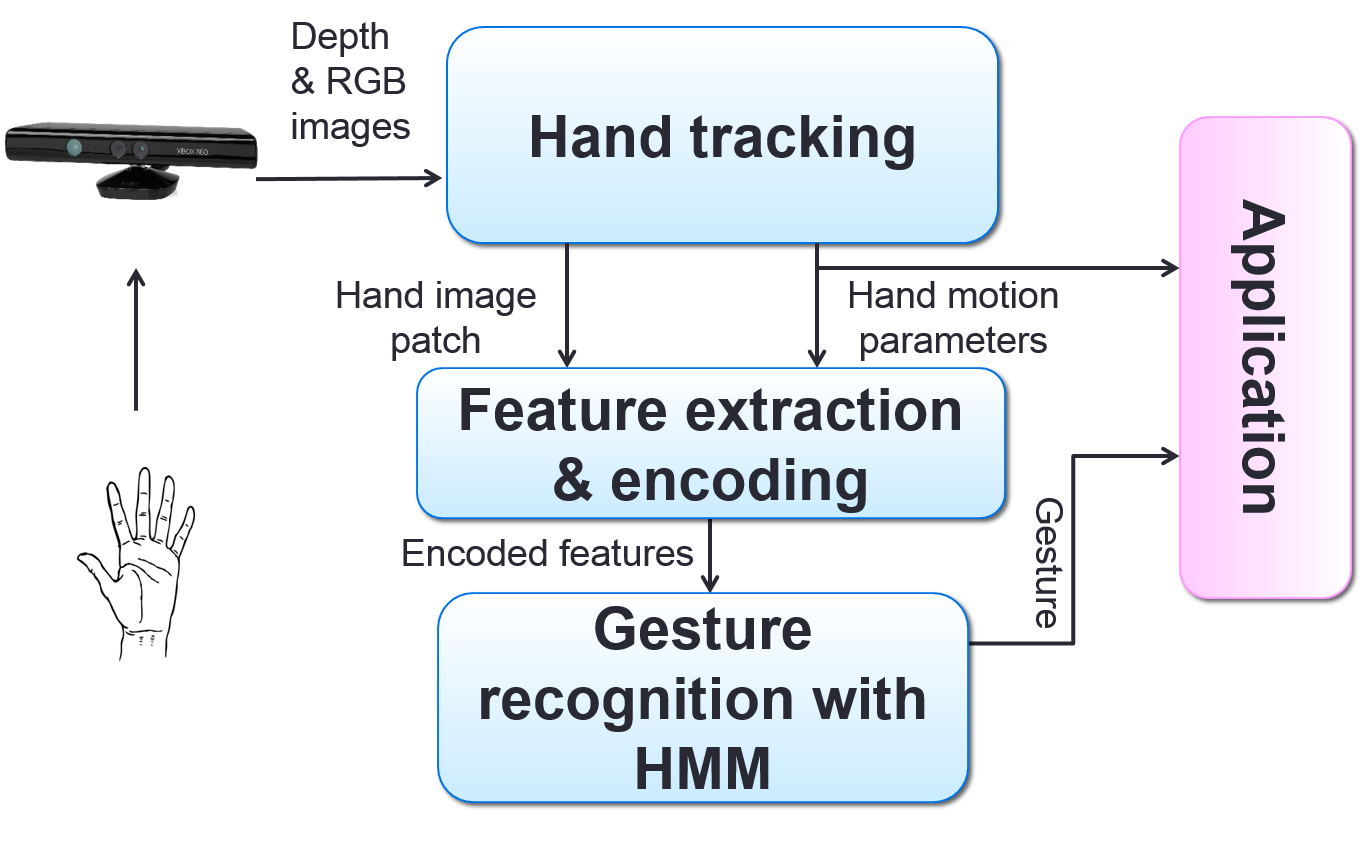 Depth
& RGB
images
XBOX 360
Hand tracking
Hand image
patch
Hand motion
parameters
Feature extraction
& encoding
Encoded features
Gesture
recognition with
HMM
Gesture
Application